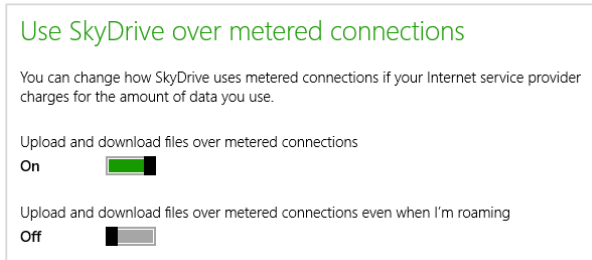 Use SkyDrive over metered connections
You can change how SkyDrive uses metered connections if your Internet service provider
charges for the amount of data you use.
Upload and download files over metered connections
On
Upload and download files over metered connections even when I'm roaming
Off